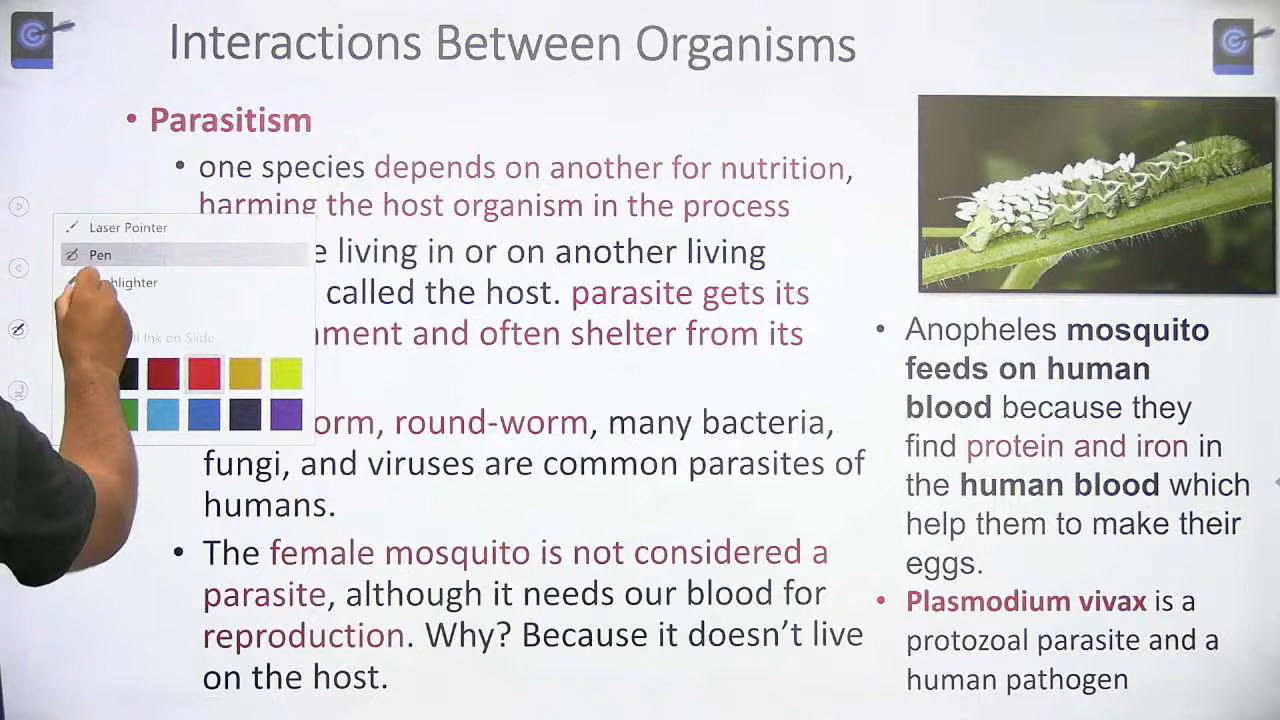 Interactions Between Organisms
• Parasitism
• one species depends on another for nutrition,
harming the host organism in the process
living in or on another living
called the host. parasite gets its
and often shelter from its
round-worm, many bacteria,
fungi, and viruses are common parasites of
humans.
• The female mosquito is not considered a
parasite, although it needs our blood for
reproduction. Why? Because it doesn't live
on the host.
Laser Pointer
Pen
Ink on Slide
• Anopheles mosquito
feeds on human
blood because they
find protein and iron in
the human blood which
help them to make their
eggs.
• Plasmodium vivax is a
protozoal parasite and a
human pathogen